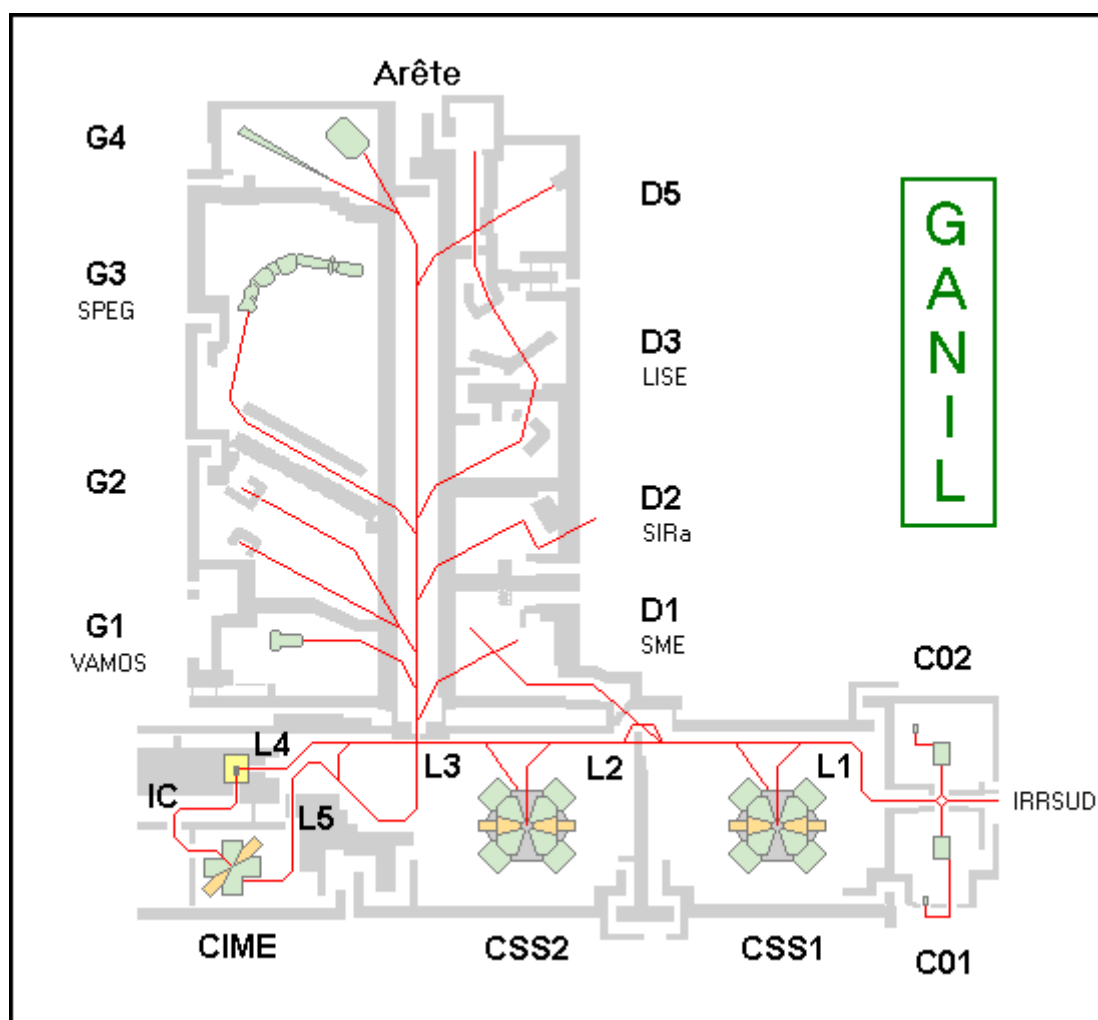 Arête
G4
D5
GANIL
G3
SPEG
D3
LISE
G2
D2
SIRa
G1
VAMOS
D1
SME
C02
L4
L3
L2
L1
IC
L5
IRRSUD
CIME
CSS2
CSS1
C01